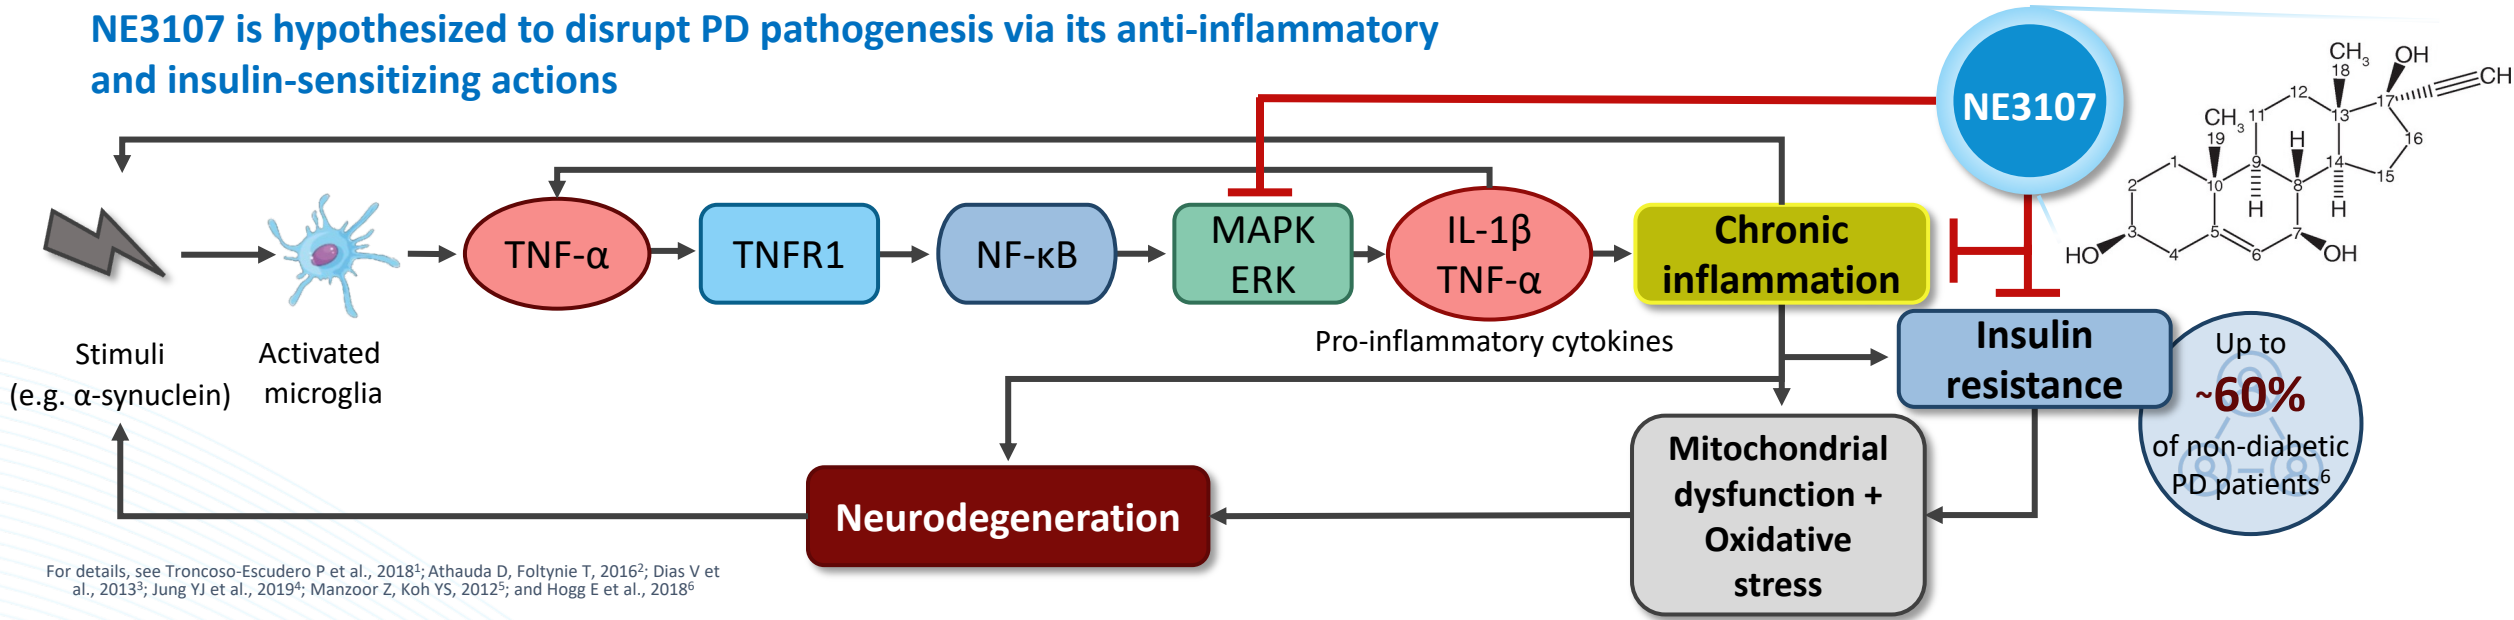 NE3107 is hypothesized to disrupt PD pathogenesis via its anti-inflammatory
and insulin-sensitizing actions
NE3107
CH3
18
OH
CH
12
17
CH3
11
13
19
H
16
1
9
14
15
2
10
8
H
H
3
5
7
HO
4
6
OH
TNF-α
TNFR1
NF-κB
MAPK
ERK
IL-1β
TNF-α
Chronic
inflammation
Stimuli
(e.g. α-synuclein)
Activated
microglia
Pro-inflammatory cytokines
Insulin
resistance
Up to
~60%
of non-diabetic
PD patients⁶
Mitochondrial
dysfunction +
Oxidative
stress
Neurodegeneration
For details, see Troncoso-Escudero P et al., 2018¹; Athauda D, Foltynie T, 2016²; Dias V et
al., 2013³; Jung YJ et al., 2019⁴; Manzoor Z, Koh YS, 2012⁵; and Hogg E et al., 2018⁶